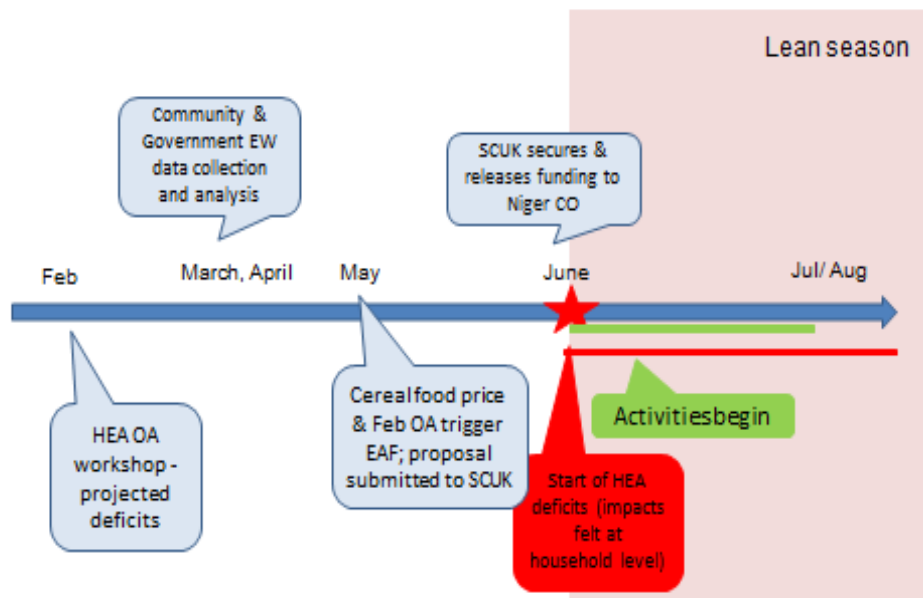 Lean season
Community &
Government EW
data collection
and analysis
SCUK secures &
releases funding to
Niger CO
Feb
March, April
May
June
Jul/ Aug
HEA OA
workshop -
projected
deficits
Cereal food price
& Feb OA trigger
EAF; proposal
submitted to SCUK
Activitiesbegin
Start of HEA
deficits (impacts
felt at
household level)